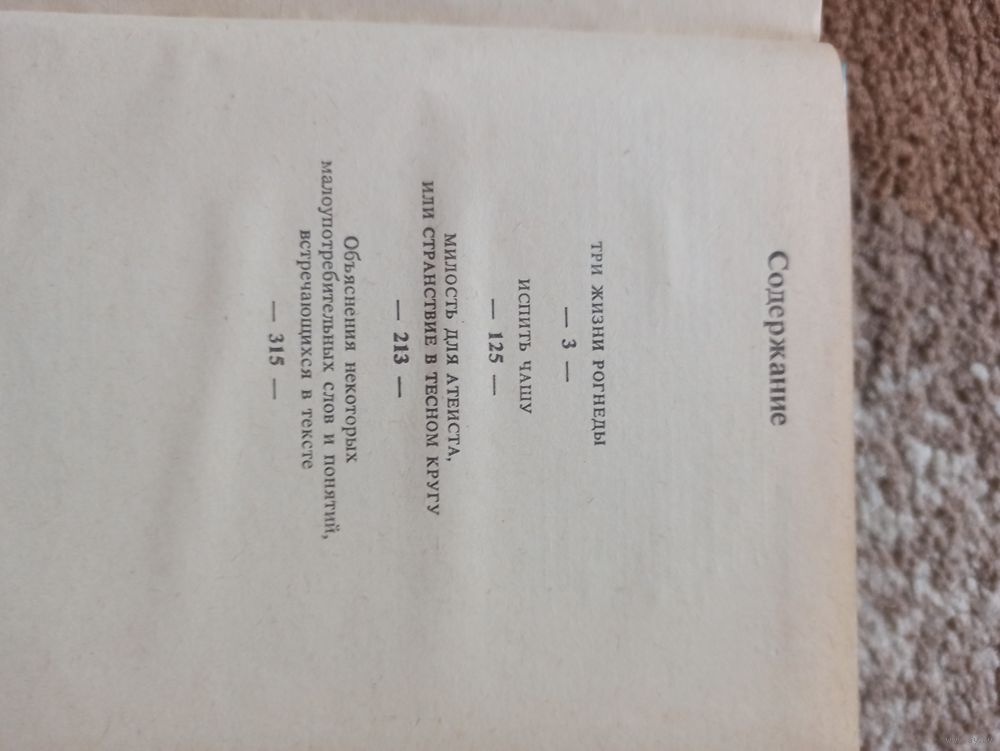 Содержание
ТРИ ЖИЗНИ РОГНЕДЫ
— 3 —
ИСПИТЬ ЧАШУ
— 125 —
МИЛОСТЬ ДЛЯ АТЕИСТА,
ИЛИ СТРАНСТВИЕ В ТЕСНОМ КРУГУ
— 213 —
Объяснения некоторых
малоупотребительных слов и понятий,
встречающихся в тексте
— 315 —